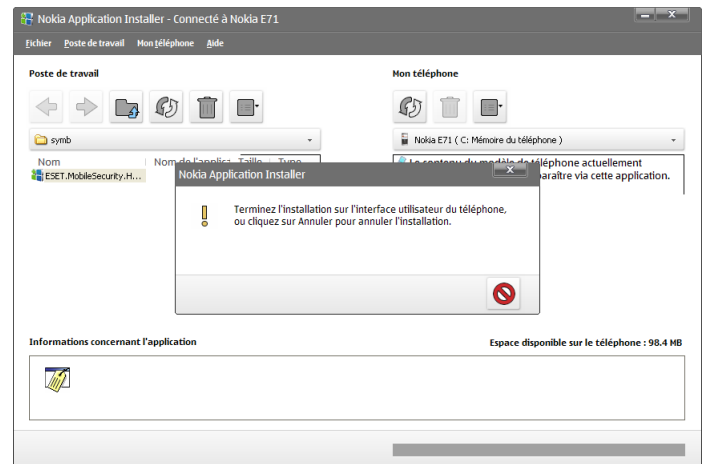 Nokia Application Installer - Connecté à Nokia E71
Fichier Poste de travail Mon téléphone Aide
Poste de travail
Mon téléphone
symb
Nokia E71 ( C: Mémoire du téléphone )
Nom Nom de l'applica Taille Type
ESET.MobileSecurity.H...
Le contenu du modèle de téléphone actuellement
paraître via cette application.
Nokia Application Installer
Terminez l'installation sur l'interface utilisateur du téléphone,
ou cliquez sur Annuler pour annuler l'installation.
Informations concernant l'application
Espace disponible sur le téléphone : 98.4 MB